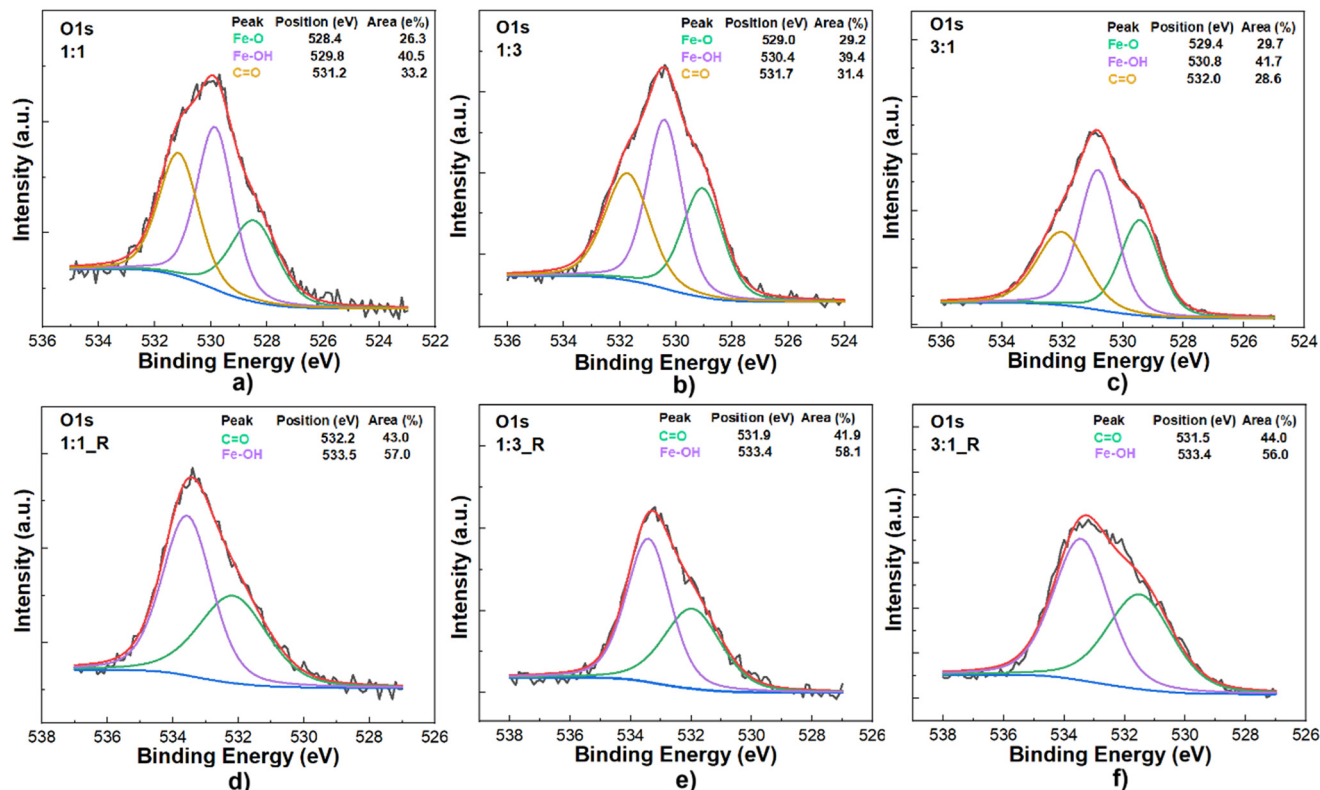 O1s
1:1
Peak Position (eV) Area (e%)
Fe-O 528.4 26.3
Fe-OH 529.8 40.5
C=O 531.2 33.2
Intensity (a.u.)
536 534 532 530 528 526 524 522
Binding Energy (eV)
a)
O1s
1:3
Peak Position (eV) Area (%)
Fe-O 529.0 29.2
Fe-OH 530.4 39.4
C=O 531.7 31.4
Intensity (a.u.)
536 534 532 530 528 526 524
Binding Energy (eV)
b)
O1s
3:1
Peak Position (eV) Area (%)
Fe-O 529.4 29.7
Fe-OH 530.8 41.7
C=O 532.0 28.6
Intensity (a.u.)
536 534 532 530 528 526 524
Binding Energy (eV)
c)
O1s
1:1_R
Peak Position (eV) Area (%)
C=O 532.2 43.0
Fe-OH 533.5 57.0
Intensity (a.u.)
538 536 534 532 530 528 526
Binding Energy (eV)
d)
O1s
1:3_R
Peak Position (eV) Area (%)
C=O 531.9 41.9
Fe-OH 533.4 58.1
Intensity (a.u.)
538 536 534 532 530 528 526
Binding Energy (eV)
e)
O1s
3:1_R
Peak Position (eV) Area (%)
C=O 531.5 44.0
Fe-OH 533.4 56.0
Intensity (a.u.)
538 536 534 532 530 528 526
Binding Energy (eV)
f)